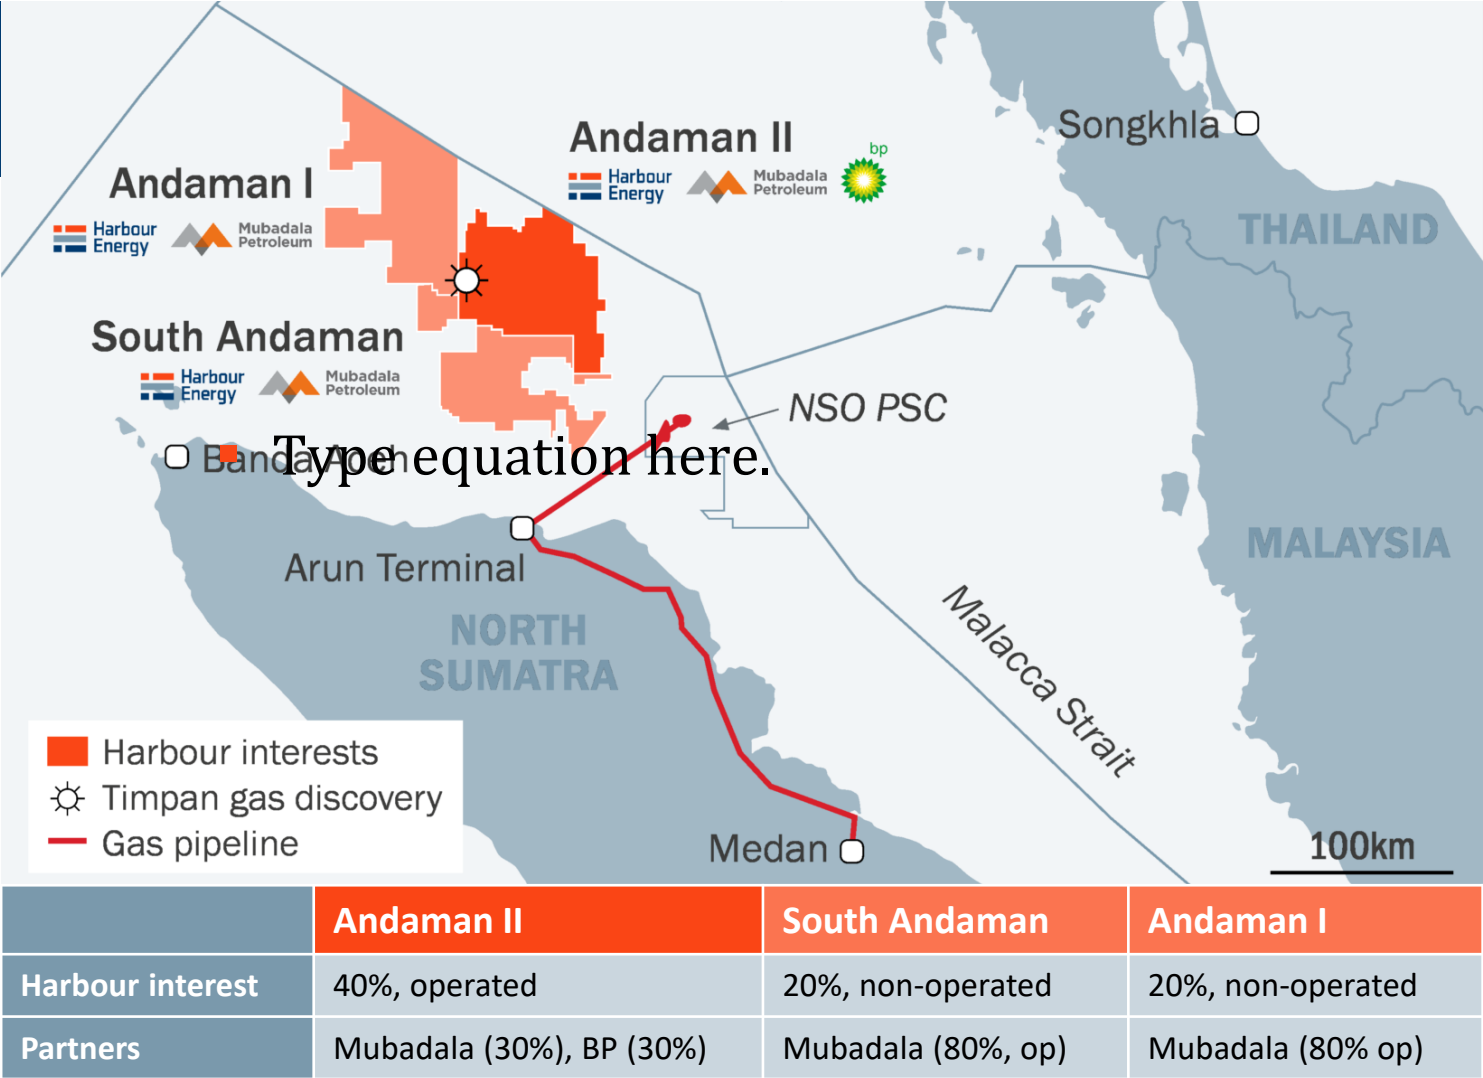 Andaman II
bp
Harbour
Energy
Mubadala
Petroleum
Songkhla
Andaman I
Harbour
Energy
Mubadala
Petroleum
THAILAND
South Andaman
Harbour
Energy
Mubadala
Petroleum
NSO PSC
Banda Aceh
Type equation here.
Arun Terminal
MALAYSIA
NORTH
SUMATRA
Malacca Strait
Harbour interests
Timpan gas discovery
Gas pipeline
Medan
100km
Andaman II South Andaman Andaman I
Harbour interest 40%, operated 20%, non-operated 20%, non-operated
Partners Mubadala (30%), BP (30%) Mubadala (80%, op) Mubadala (80% op)